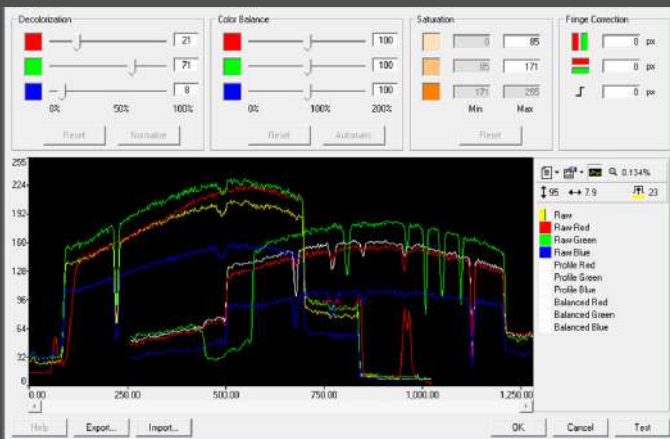 Decolorization
21
71
8
0% 50% 100%
Reset Normalise
Color Balance
100
100
100
0% 100% 200%
Reset Automatic
Saturation
0 85
85 171
171 255
Min Max
Reset
Fringe Correction
0 px
0 px
0 px
255
224
192
160
128
96
64
32
0
0.00 250.00 500.00 750.00 1,000.00 1,250.00
0.134%
95 7.9 23
Raw
Raw Red
Raw Green
Raw Blue
Profile Red
Profile Green
Profile Blue
Balanced Red
Balanced Green
Balanced Blue
Help Export... Import... OK Cancel Test